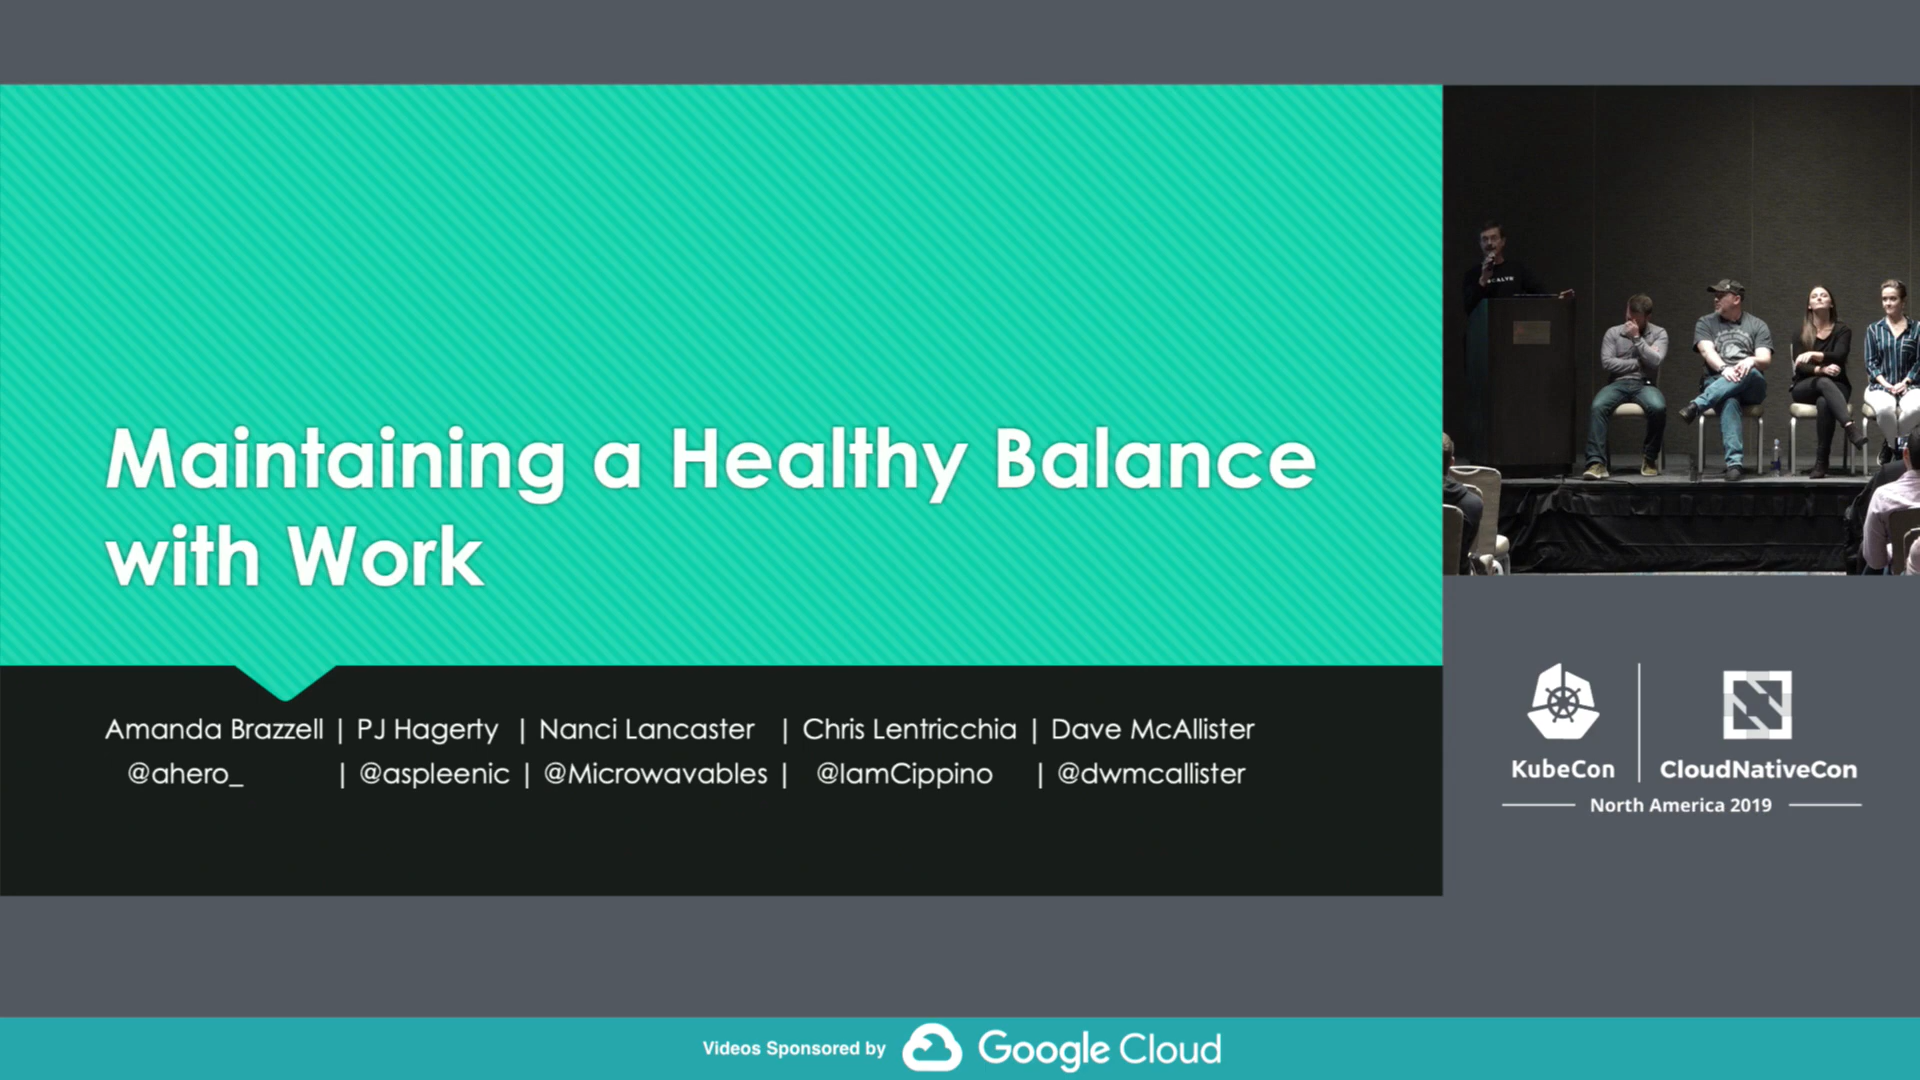 Maintaining a Healthy Balance
with Work
Amanda Brazzell | PJ Hagerty | Nanci Lancaster | Chris Lentricchia | Dave McAllister
@ahero_ | @aspleenic | @Microwavables | @IamCippino | @dwmcallister
KubeCon | CloudNativeCon
North America 2019
Videos Sponsored by Google Cloud